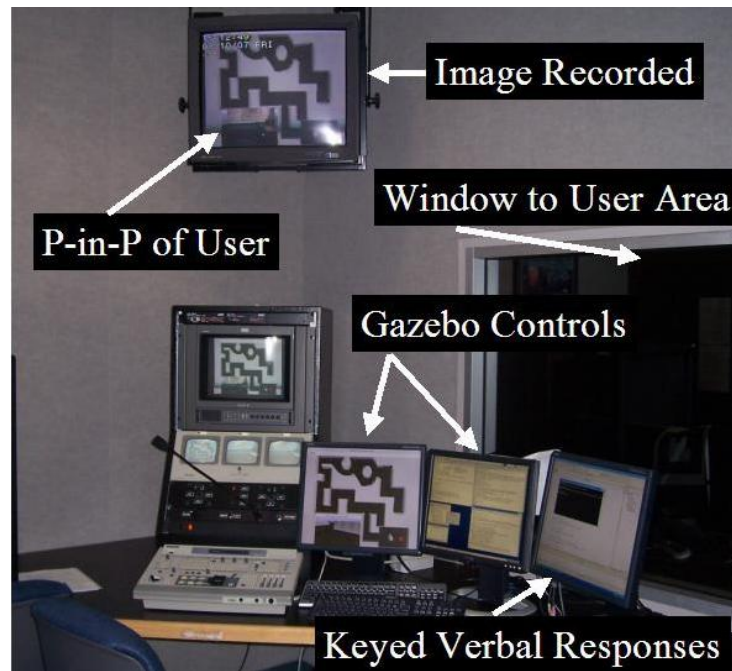 Image Recorded
Window to User Area
P-in-P of User
Gazebo Controls
Keyed Verbal Responses